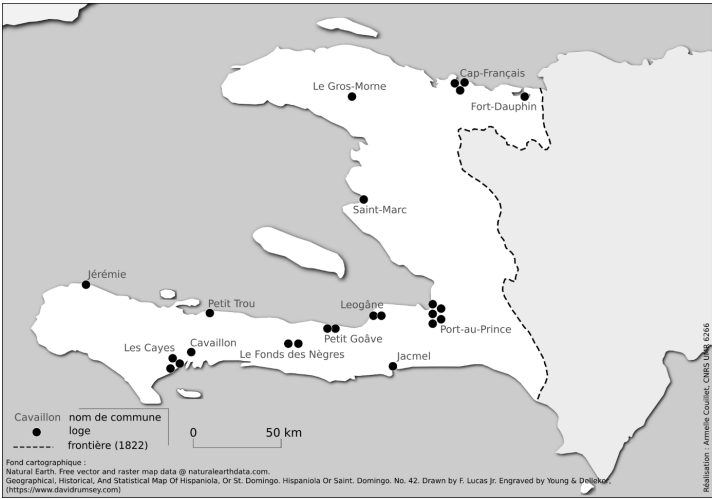 Cap-Français
Le Gros-Morne
Fort-Dauphin
Saint-Marc
Jérémie
Petit Trou
Leogâne
Port-au-Prince
Petit Goâve
Les Cayes
Cavaillon
Le Fonds des Nègres
Jacmel
Cavaillon nom de commune
loge
frontière (1822)
0 50 km
Fond cartographique :
Natural Earth. Free vector and raster map data @ naturalearthdata.com.
Geographical, Historical, And Statistical Map Of Hispaniola, Or St. Domingo. Hispaniola Or Saint. Domingo. No. 42. Drawn by F. Lucas Jr. Engraved by Young & Delleker,
(https://www.davidrumsey.com)
Réalisation : Armelle Couillet, CNRS UMR 6266